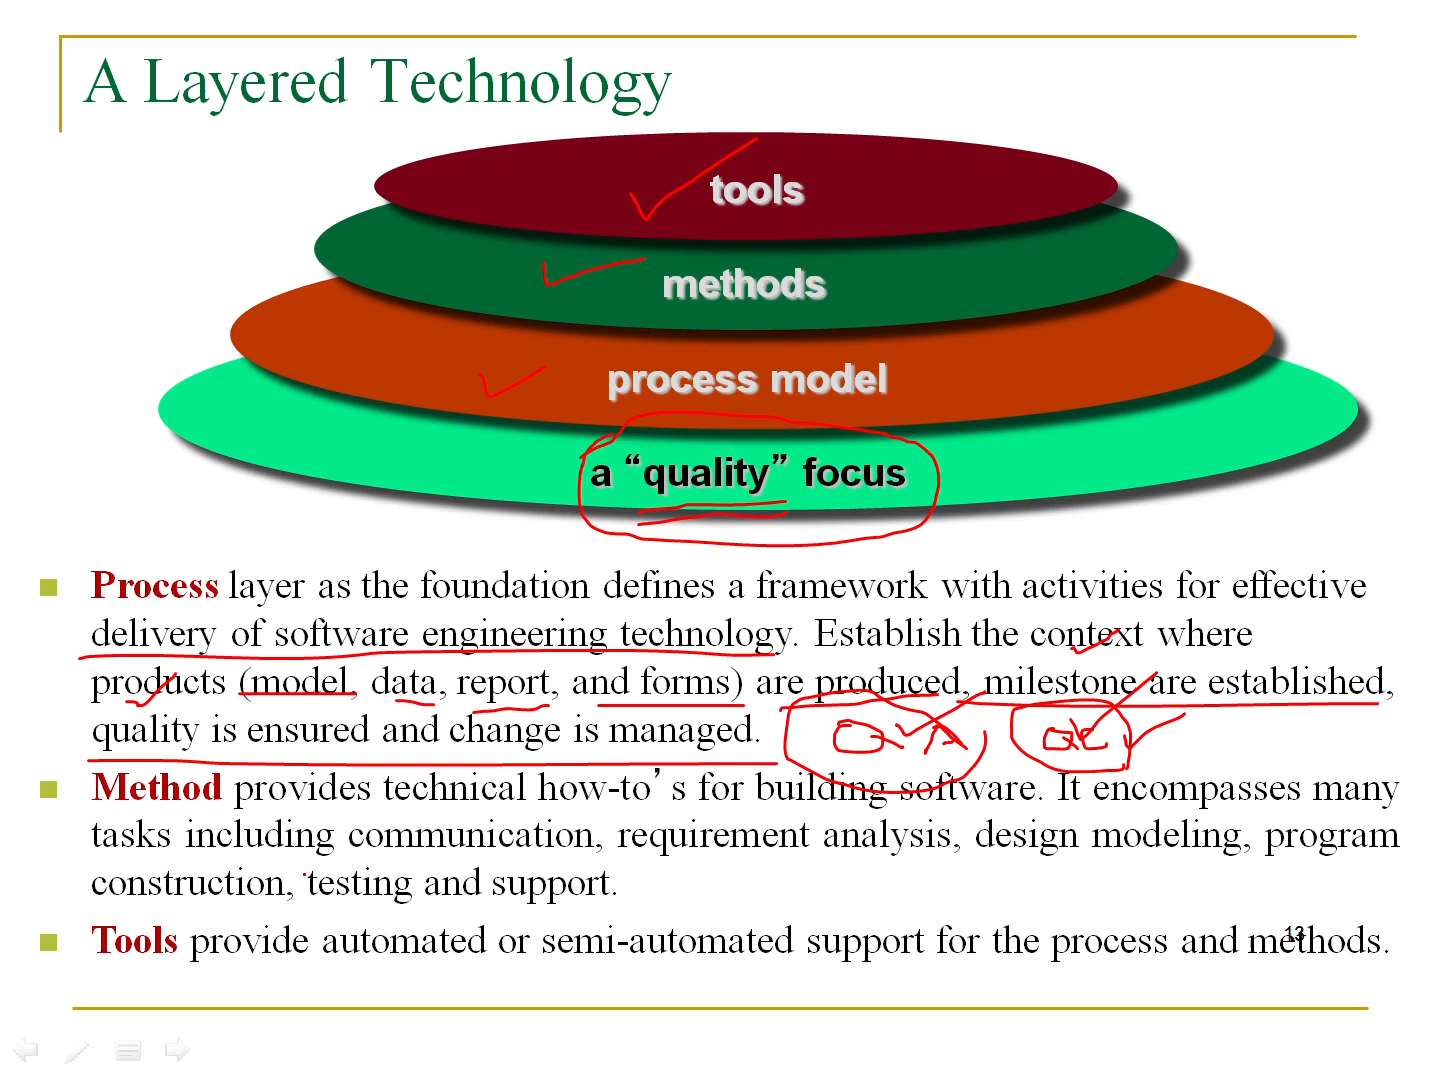 A Layered Technology
tools
methods
process model
a “quality” focus
Process layer as the foundation defines a framework with activities for effective
delivery of software engineering technology. Establish the context where
products (model, data, report, and forms) are produced, milestone are established,
quality is ensured and change is managed.
QA
QC
Method provides technical how-to’s for building software. It encompasses many
tasks including communication, requirement analysis, design modeling, program
construction, testing and support.
Tools provide automated or semi-automated support for the process and methods.
13